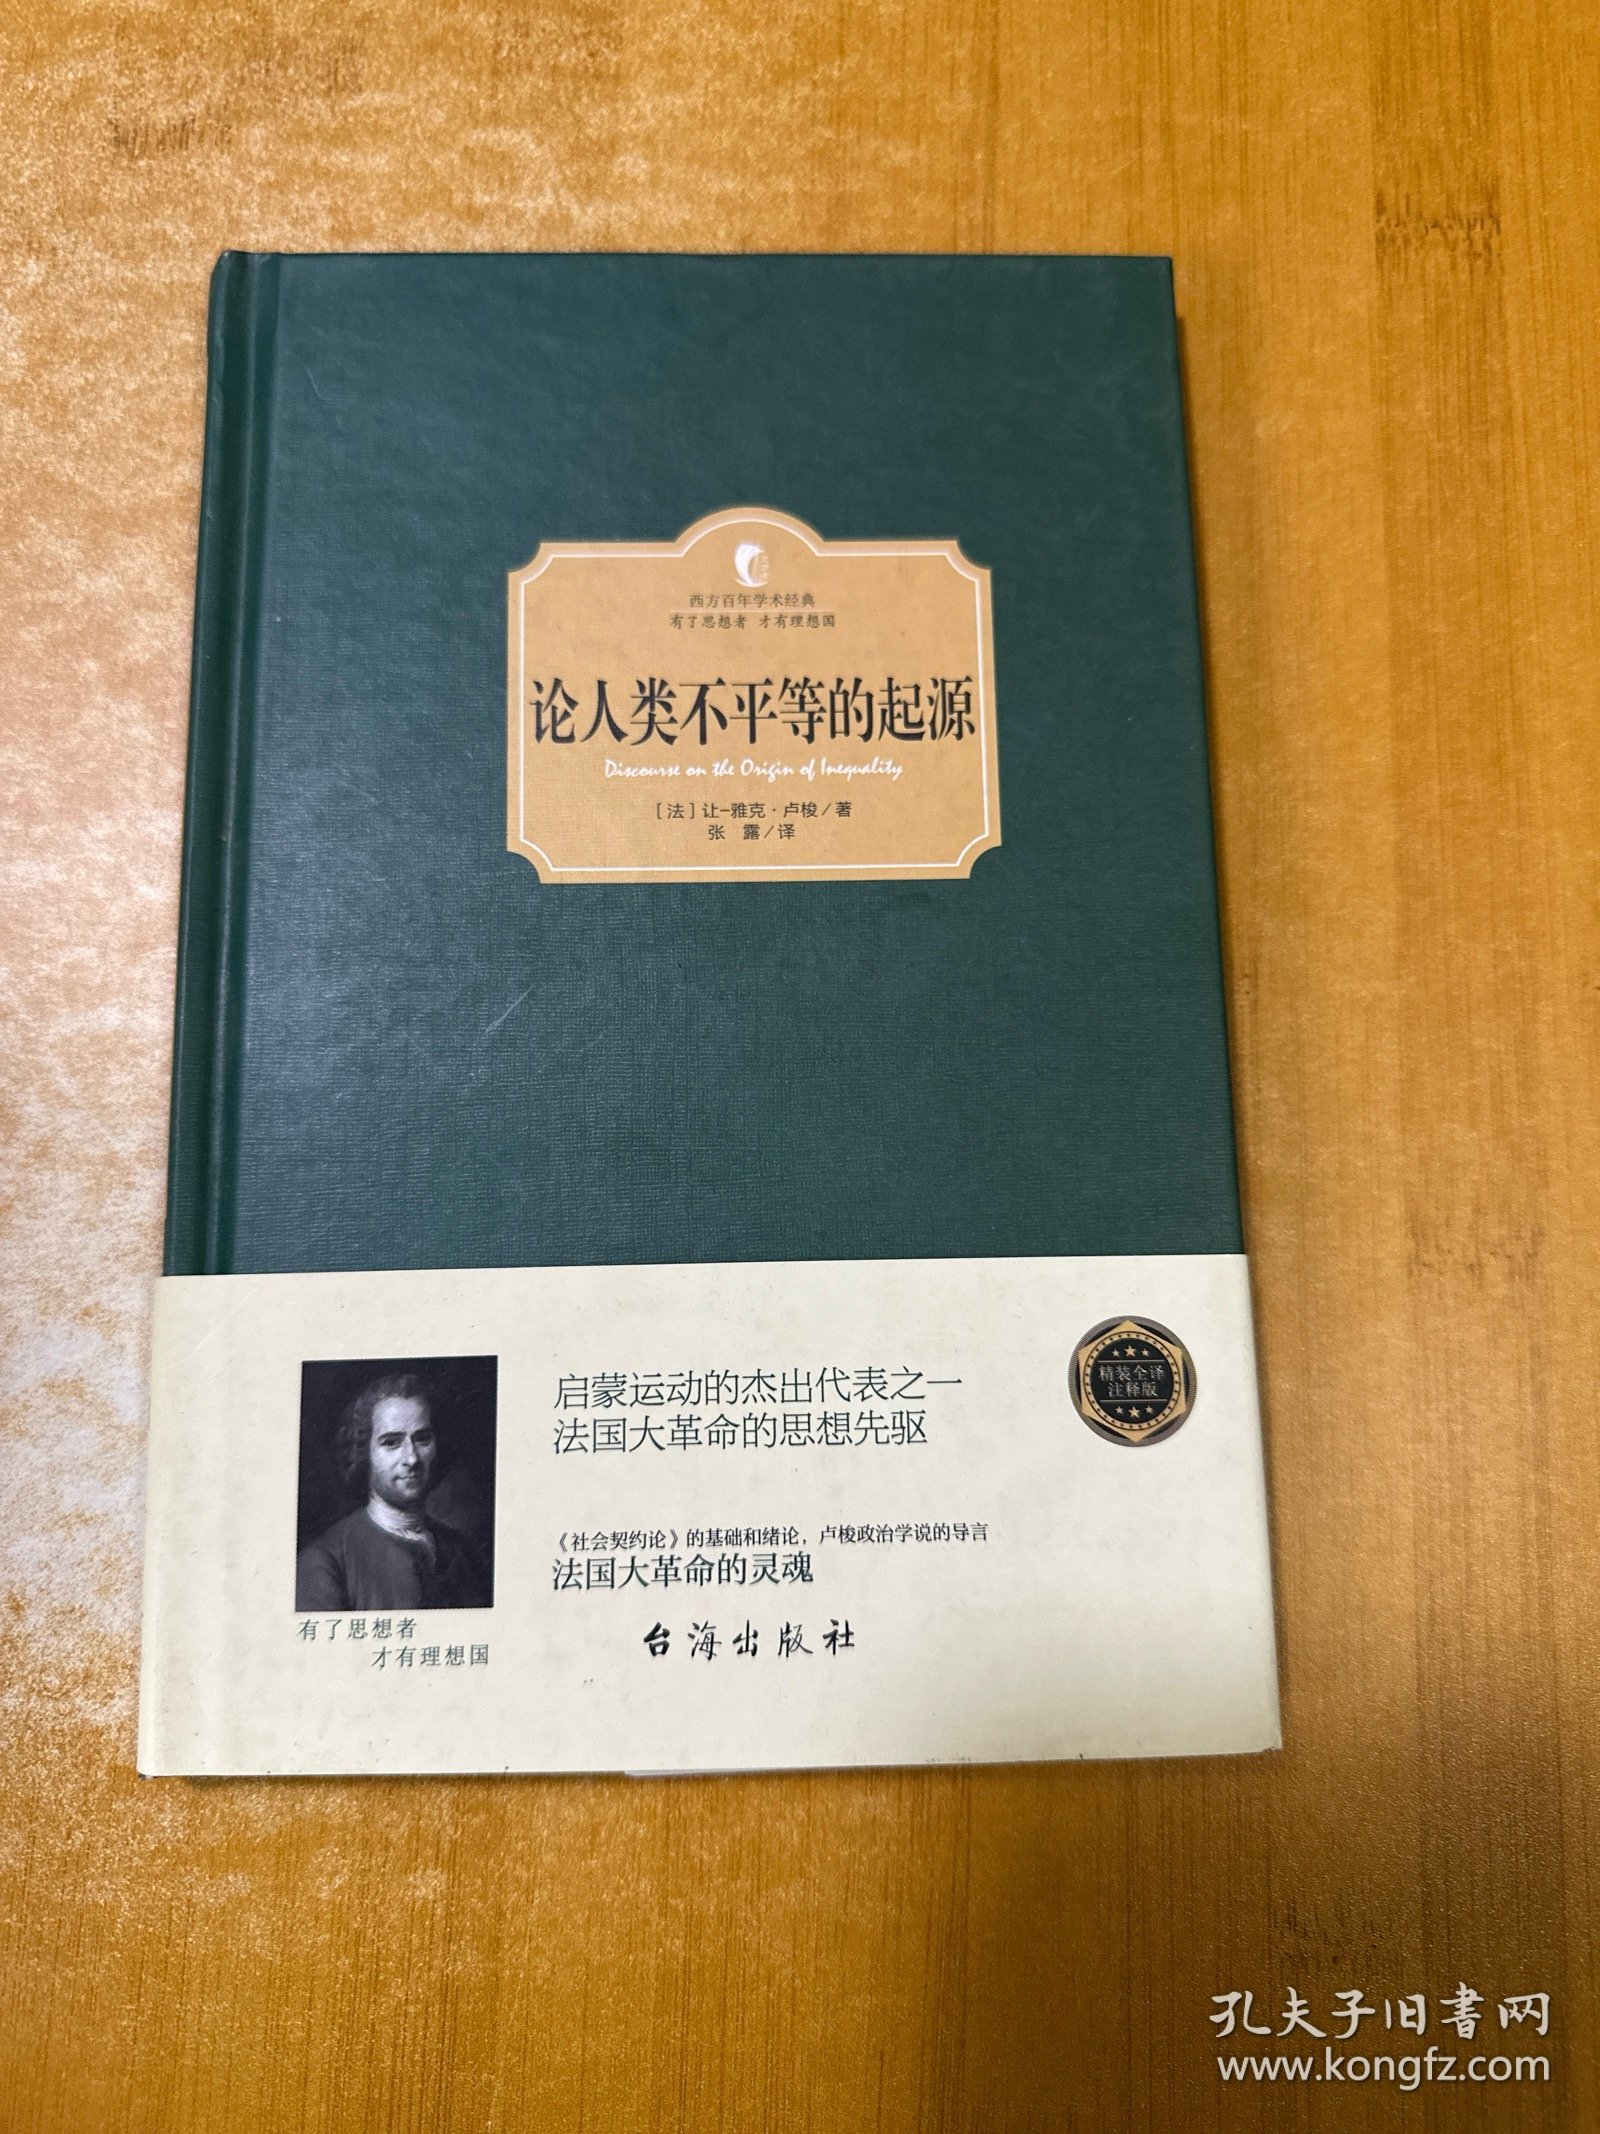 西方百年学术经典
有了思想者 才有理想国
论人类不平等的起源
Discourse on the Origin of Inequality
[法]让-雅克·卢梭/著
张 露/译
启蒙运动的杰出代表之一
法国大革命的思想先驱
精装全译
注释版
《社会契约论》的基础和绪论，卢梭政治学说的导言
法国大革命的灵魂
有了思想者
才有理想国
台海出版社
孔夫子旧书网
www.kongfz.com